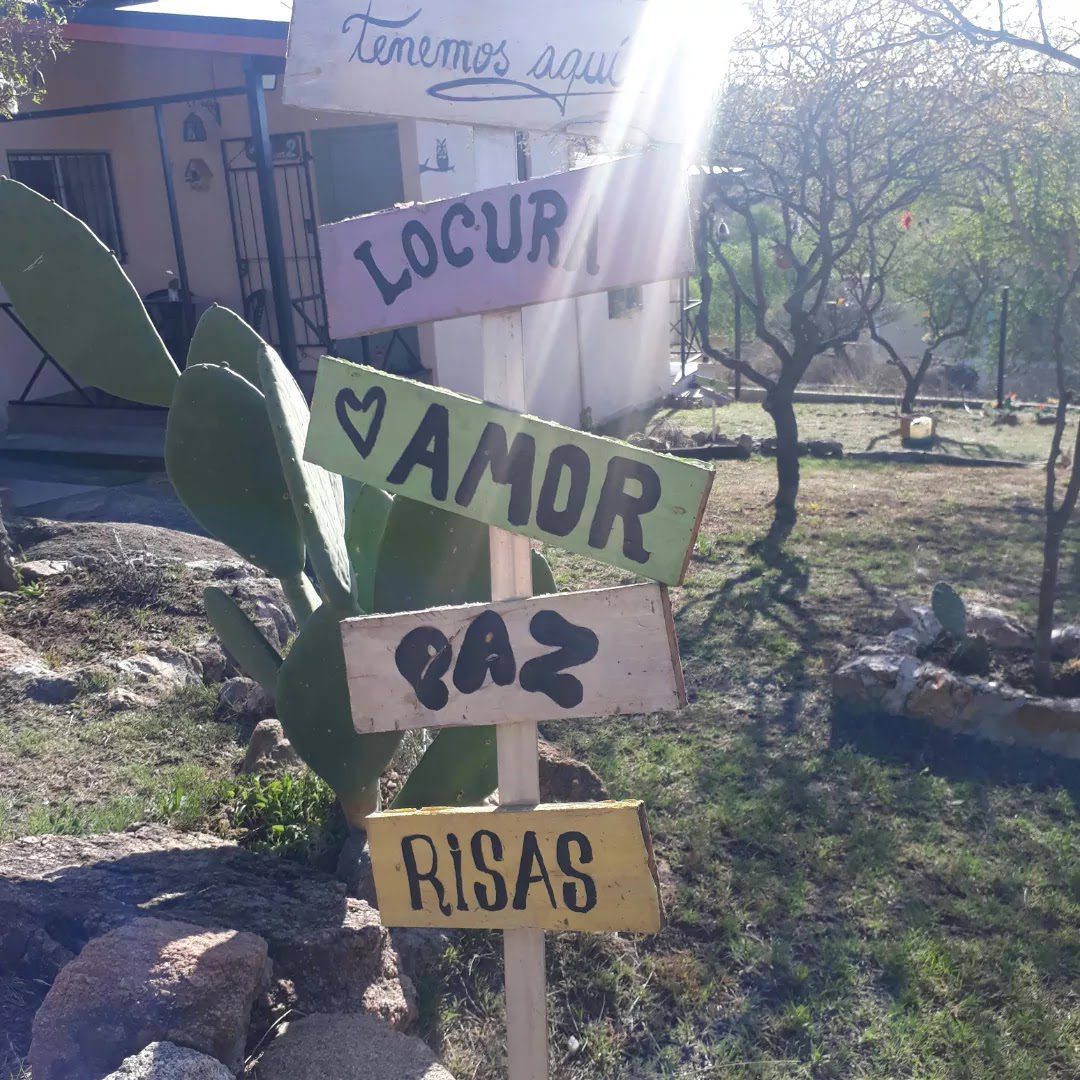 Tenemos aquí
LOCURA
AMOR
PAZ
RISAS